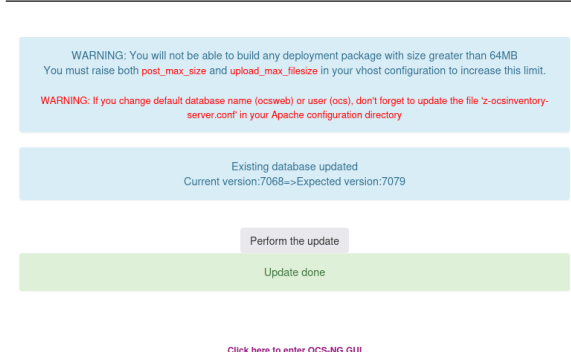 WARNING: You will not be able to build any deployment package with size greater than 64MB
You must raise both post_max_size and upload_max_filesize in your vhost configuration to increase this limit.
WARNING: If you change default database name (ocsweb) or user (ocs), don't forget to update the file 'z-ocsinventory-
server.conf' in your Apache configuration directory
Existing database updated
Current version:7068=>Expected version:7079
Perform the update
Update done
Click here to enter OCS-NG GUI